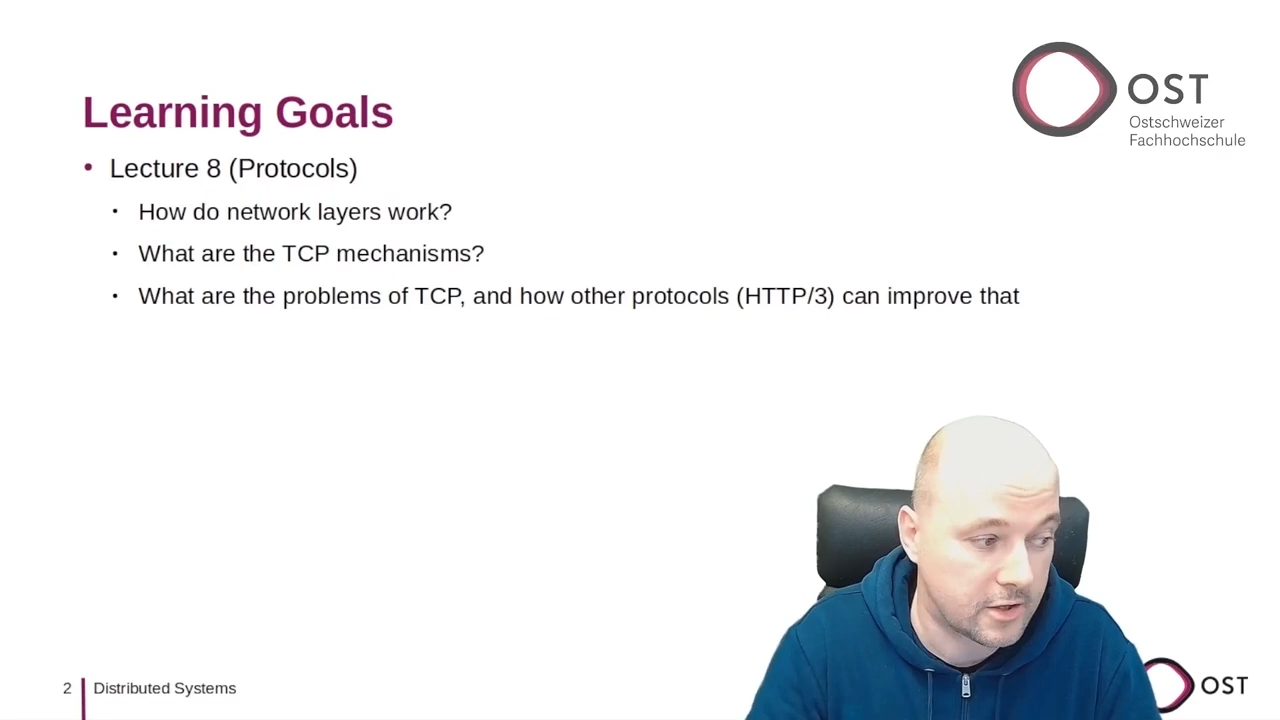 OST
Ostschweizer
Fachhochschule
Learning Goals
• Lecture 8 (Protocols)
• How do network layers work?
• What are the TCP mechanisms?
• What are the problems of TCP, and how other protocols (HTTP/3) can improve that
2 Distributed Systems
OST